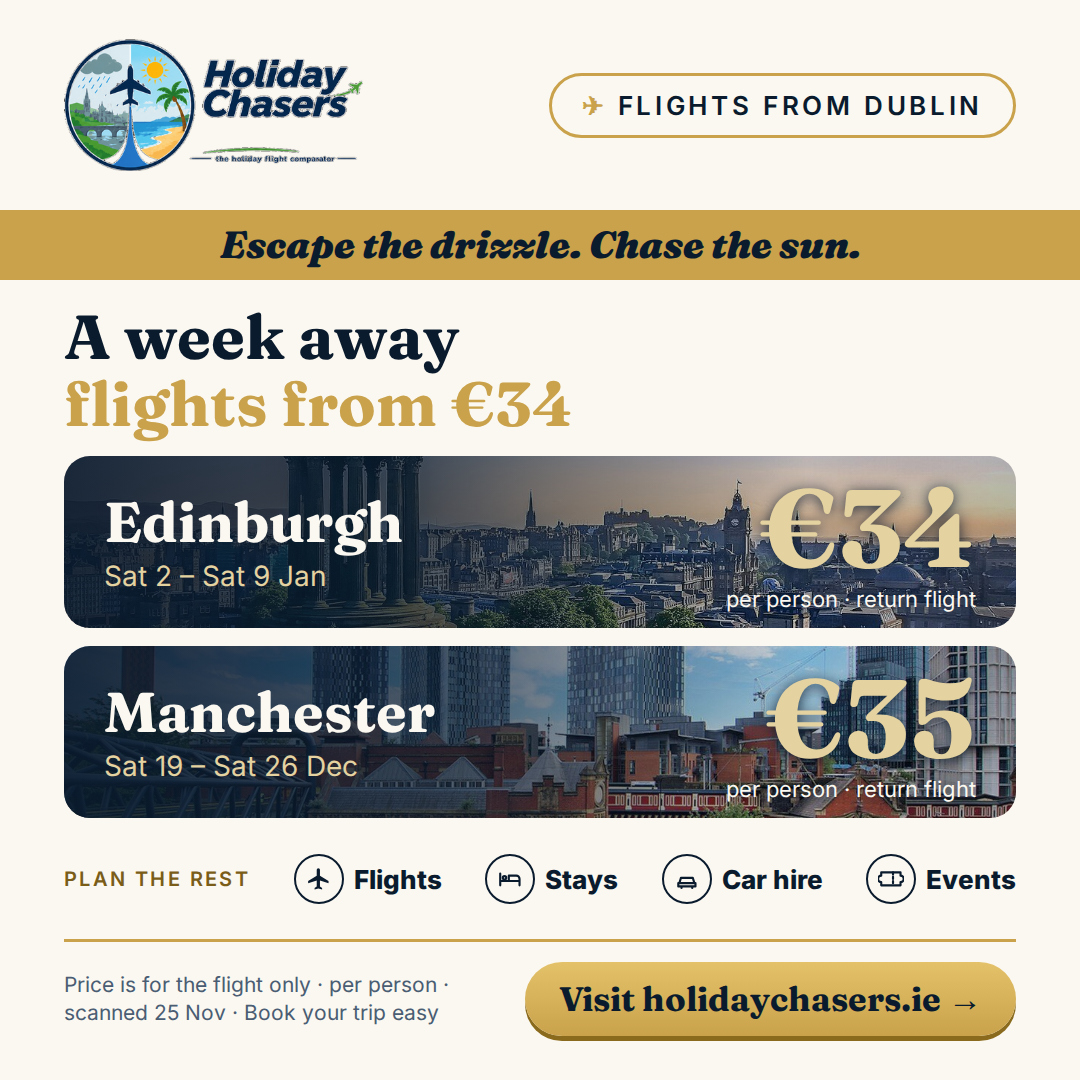 Holiday
Chasers
the holiday flight comparator
✈ FLIGHTS FROM DUBLIN
Escape the drizzle. Chase the sun.
A week away
flights from €34
Edinburgh
Sat 2 – Sat 9 Jan
€34
per person · return flight
Manchester
Sat 19 – Sat 26 Dec
€35
per person · return flight
PLAN THE REST
Flights
Stays
Car hire
Events
Price is for the flight only · per person ·
scanned 25 Nov · Book your trip easy
Visit holidaychasers.ie →